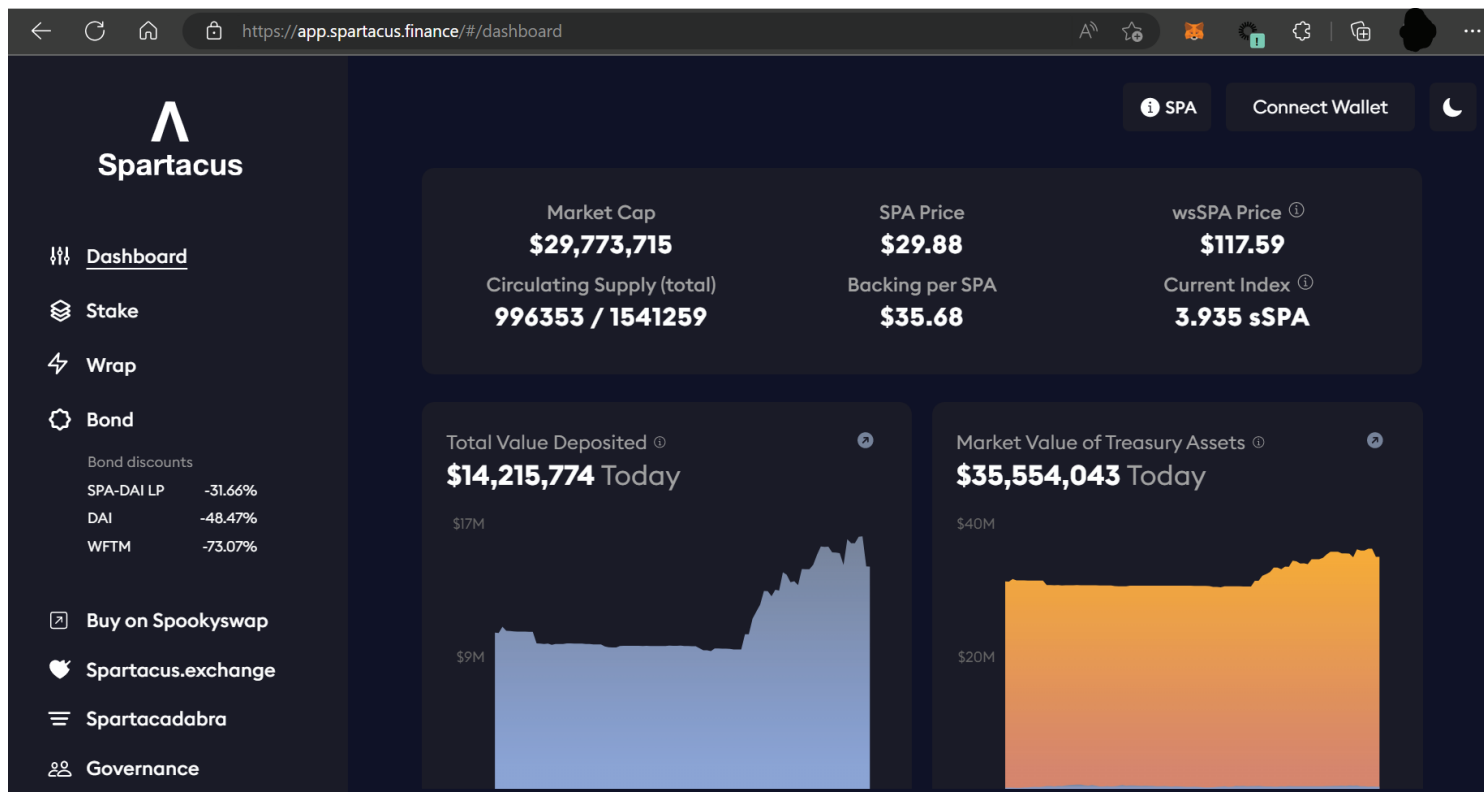 https://app.spartacus.finance/#/dashboard
Spartacus
Dashboard
Stake
Wrap
Bond
Bond discounts
SPA-DAI LP -31.66%
DAI -48.47%
WFTM -73.07%
Buy on Spookyswap
Spartacus.exchange
Spartacadabra
Governance
SPA Connect Wallet
Market Cap SPA Price wsSPA Price
$29,773,715 $29.88 $117.59
Circulating Supply (total) Backing per SPA Current Index
996353 / 1541259 $35.68 3.935 sSPA
Total Value Deposited
$14,215,774 Today
$17M
$9M
Market Value of Treasury Assets
$35,554,043 Today
$40M
$20M